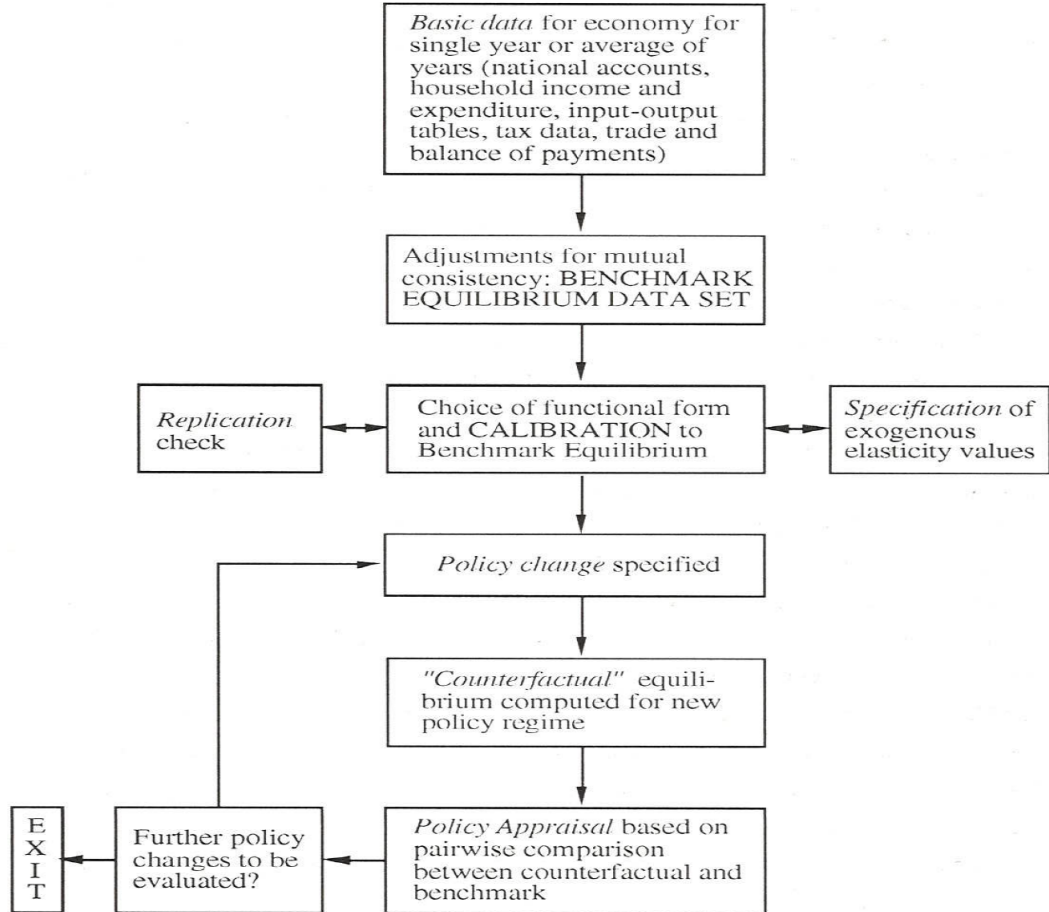 Basic data for economy for
single year or average of
years (national accounts,
household income and
expenditure, input-output
tables, tax data, trade and
balance of payments)
Adjustments for mutual
consistency: BENCHMARK
EQUILIBRIUM DATA SET
Replication
check
Choice of functional form
and CALIBRATION to
Benchmark Equilibrium
Specification of
exogenous
elasticity values
Policy change specified
"Counterfactual" equili-
brium computed for new
policy regime
E
X
I
T
Further policy
changes to be
evaluated?
Policy Appraisal based on
pairwise comparison
between counterfactual and
benchmark